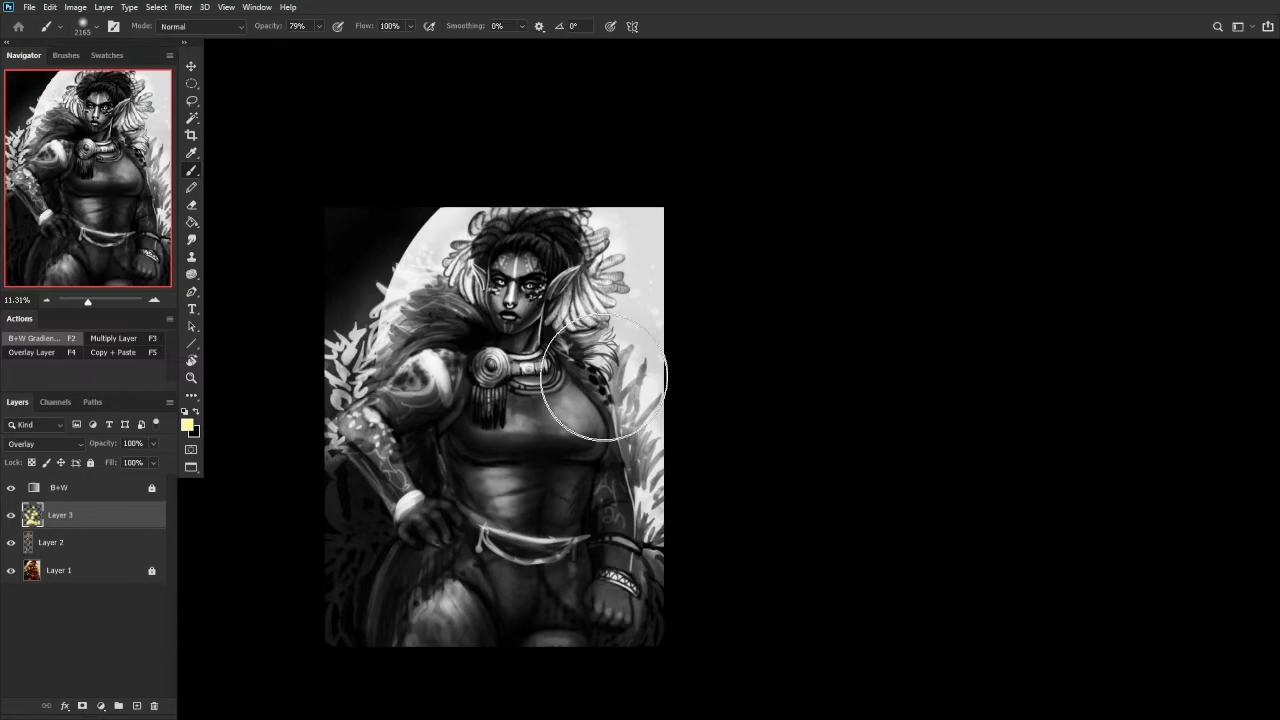 Ps File Edit Image Layer Type Select Filter 3D View Window Help
2165 Mode: Normal Opacity: 79% Flow: 100% Smoothing: 0% 0°
Navigator Brushes Swatches
11.31%
Actions
B+W Gradien... F2 Multiply Layer F3
Overlay Layer F4 Copy + Paste F5
Layers Channels Paths
Kind
Overlay Opacity: 100%
Lock: Fill: 100%
B+W
Layer 3
Layer 2
Layer 1